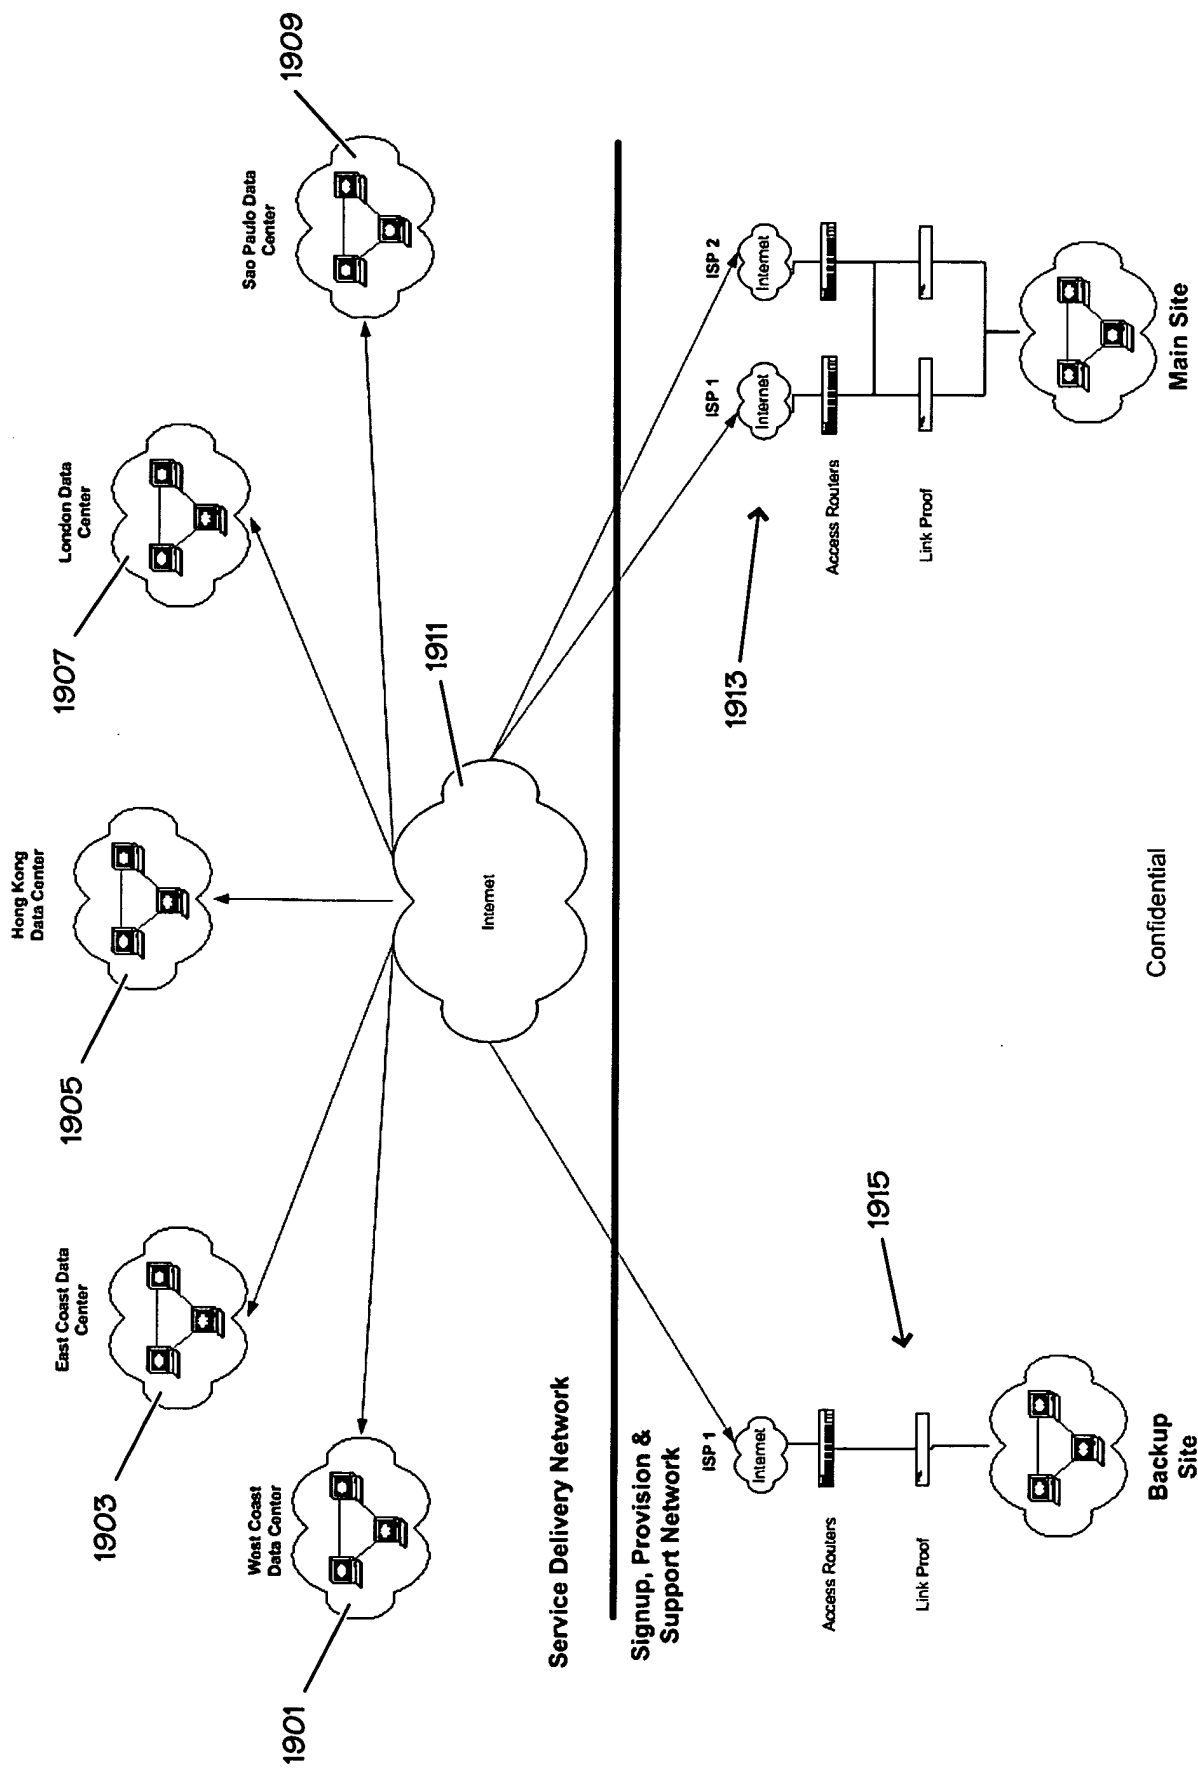 1901
West Coast
Data Center
1903
East Coast Data
Center
1905
Hong Kong
Data Center
1907
London Data
Center
1909
Sao Paulo Data
Center
Internet
1911
Service Delivery Network
Signup, Provision &
Support Network
ISP 1
Internet
Access Routers
Link Proof
1915
Backup
Site
1913
ISP 1
Internet
ISP 2
Internet
Access Routers
Link Proof
Main Site
Confidential